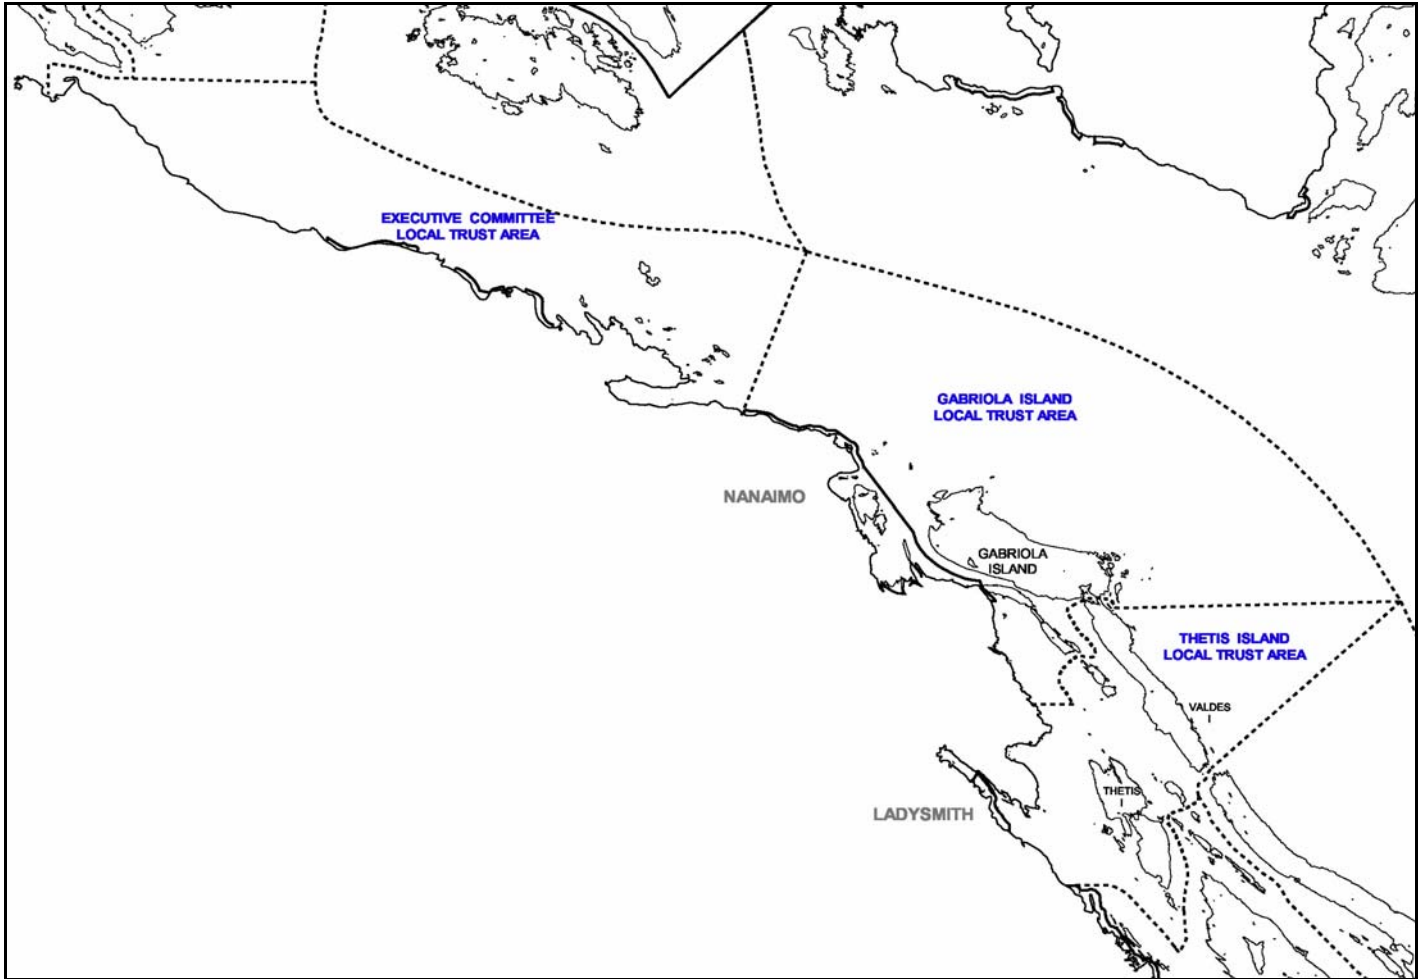 EXECUTIVE COMMITTEE
LOCAL TRUST AREA
GABRIOLA ISLAND
LOCAL TRUST AREA
NANAIMO
GABRIOLA
ISLAND
THETIS ISLAND
LOCAL TRUST AREA
VALDES
I
THETIS
I
LADYSMITH